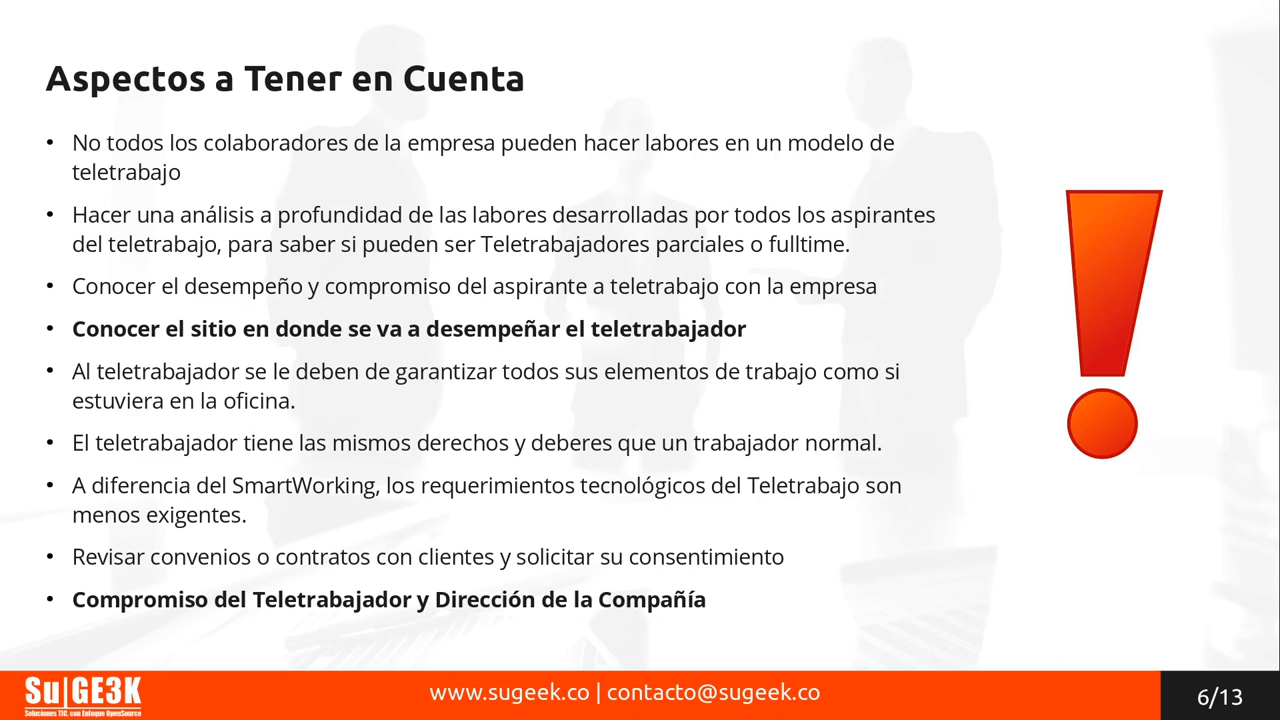 Aspectos a Tener en Cuenta
• No todos los colaboradores de la empresa pueden hacer labores en un modelo de
teletrabajo
• Hacer una análisis a profundidad de las labores desarrolladas por todos los aspirantes
del teletrabajo, para saber si pueden ser Teletrabajadores parciales o fulltime.
• Conocer el desempeño y compromiso del aspirante a teletrabajo con la empresa
• Conocer el sitio en donde se va a desempeñar el teletrabajador
• Al teletrabajador se le deben de garantizar todos sus elementos de trabajo como si
estuviera en la oficina.
• El teletrabajador tiene las mismos derechos y deberes que un trabajador normal.
• A diferencia del SmartWorking, los requerimientos tecnológicos del Teletrabajo son
menos exigentes.
• Revisar convenios o contratos con clientes y solicitar su consentimiento
• Compromiso del Teletrabajador y Dirección de la Compañía
Su|GE3K
Soluciones TIC, con Enfoque OpenSource
www.sugeek.co | contacto@sugeek.co
6/13